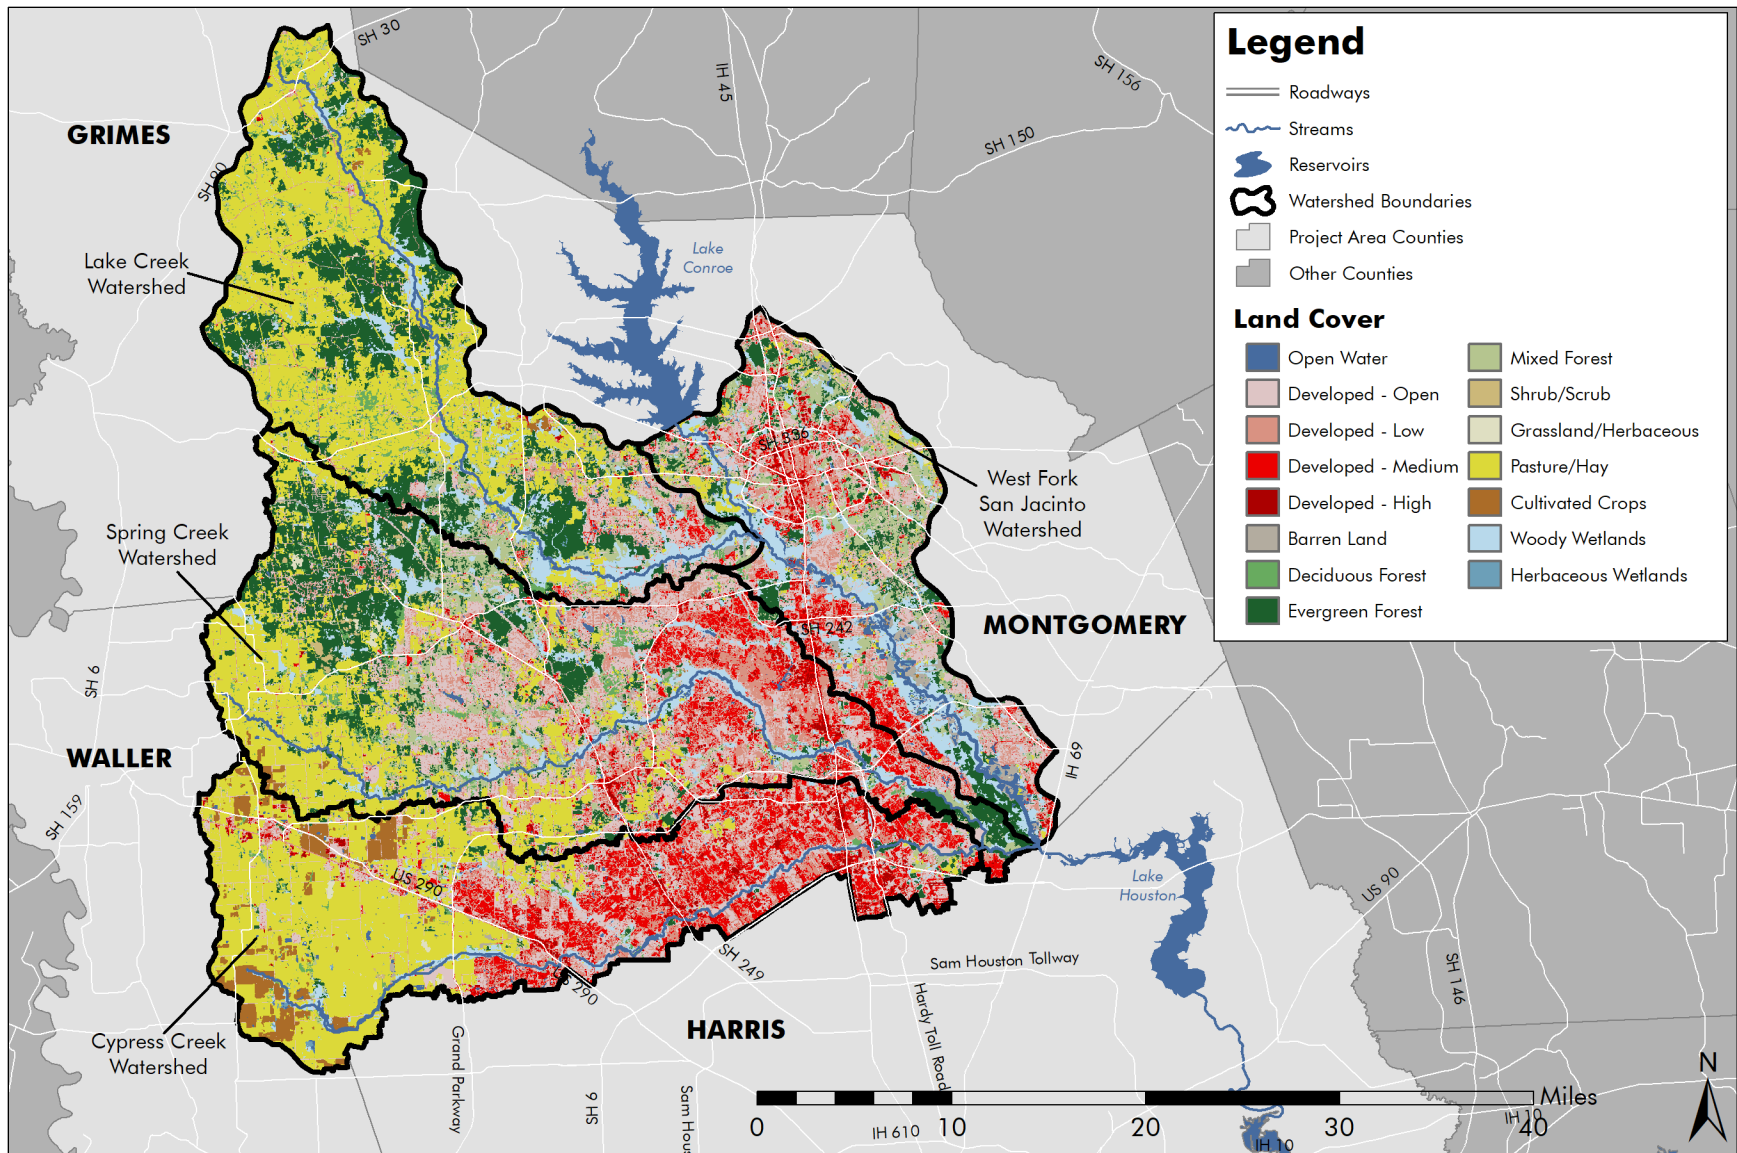 SH 30
IH 45
SH 156
SH 150
GRIMES
SH 90
Lake Creek
Watershed
Lake
Conroe
SH 336
West Fork
San Jacinto
Watershed
Spring Creek
Watershed
SH 242
MONTGOMERY
SH 6
WALLER
IH 69
SH 159
US 290
Lake
Houston
US 90
SH 249
Sam Houston Tollway
US 290
SH 146
Hardy Toll Road
HARRIS
Cypress Creek
Watershed
Grand Parkway
SH 6
Sam Hous
IH 610
IH 10
IH 10
0 10 20 30 40
Miles
N
Legend
Roadways
Streams
Reservoirs
Watershed Boundaries
Project Area Counties
Other Counties
Land Cover
Open Water
Developed - Open
Developed - Low
Developed - Medium
Developed - High
Barren Land
Deciduous Forest
Evergreen Forest
Mixed Forest
Shrub/Scrub
Grassland/Herbaceous
Pasture/Hay
Cultivated Crops
Woody Wetlands
Herbaceous Wetlands